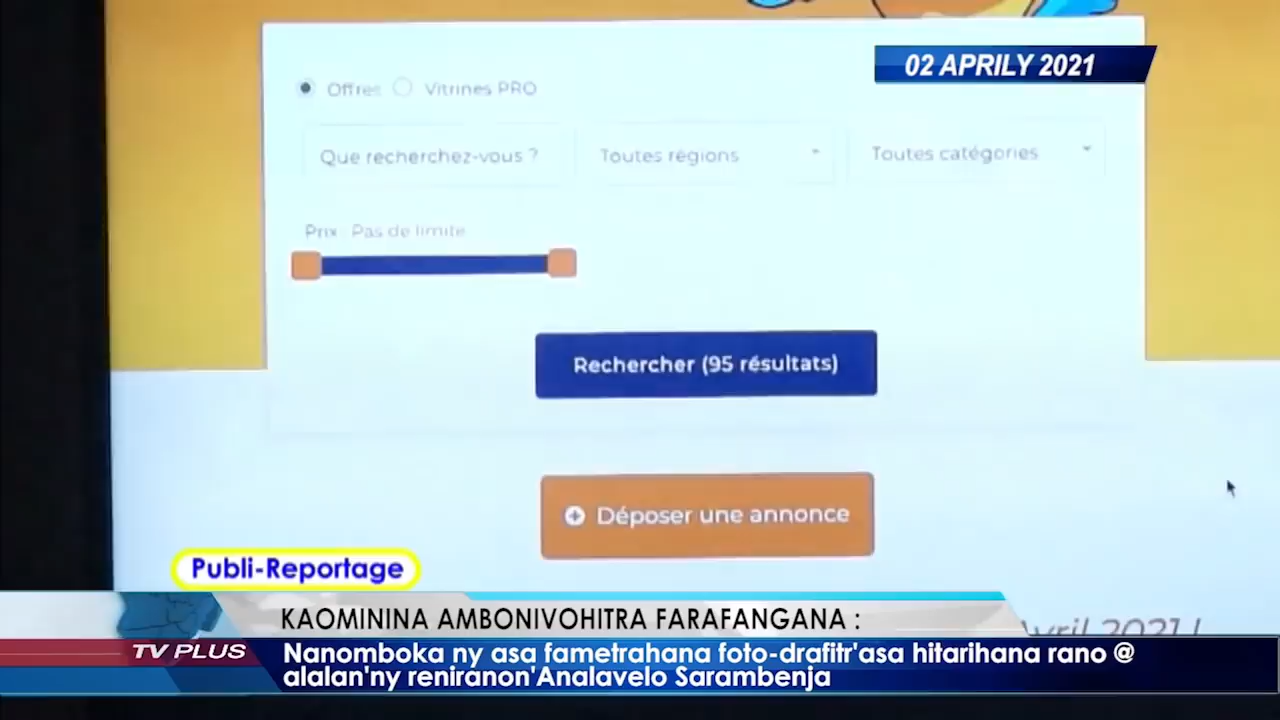 02 APRILY 2021
Offres Vitrines PRO
Que recherchez-vous ? Toutes régions Toutes catégories
Prix : Pas de limite
Rechercher (95 résultats)
Déposer une annonce
Publi-Reportage
Avril 2021 !
KAOMININA AMBONIVOHITRA FARAFANGANA :
TV PLUS
Nanomboka ny asa fametrahana foto-drafitr'asa hitarihana rano @
alalan'ny reniranon'Analavelo Sarambenja